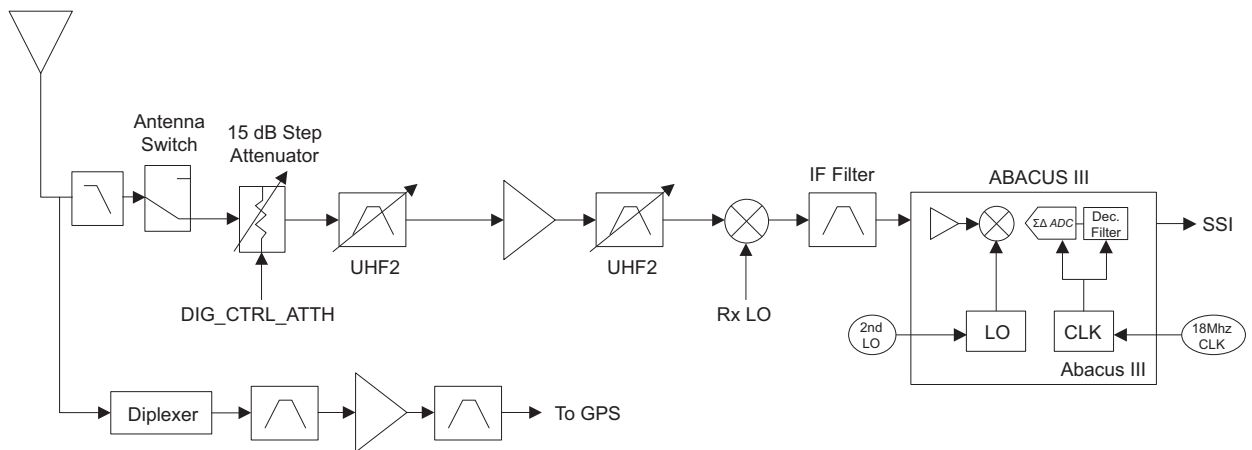 Antenna
Switch
15 dB Step
Attenuator
IF Filter
ABACUS III
ΣΔ ADC
Dec.
Filter
SSI
UHF2
UHF2
DIG_CTRL_ATTH
Rx LO
2nd
LO
LO
CLK
18Mhz
CLK
Abacus III
Diplexer
To GPS